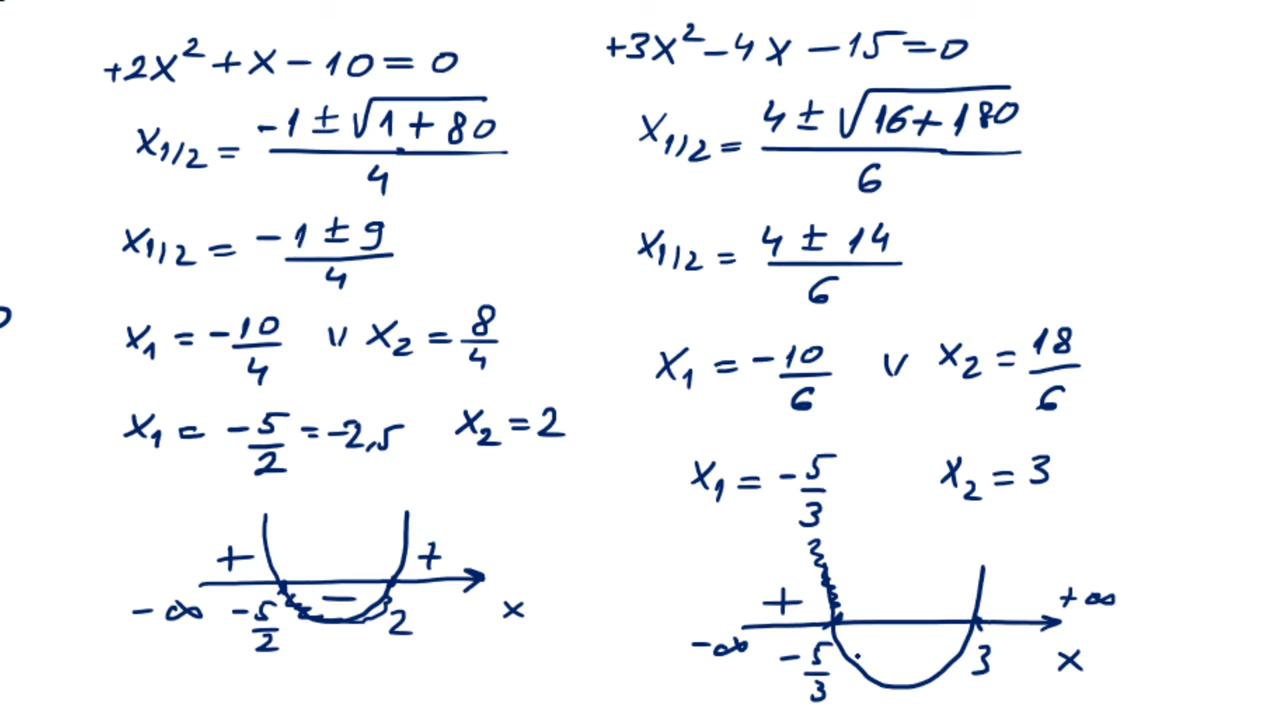 +2x² + x - 10 = 0
x₁/₂ = (-1 ± √(1 + 80))/4
x₁/₂ = (-1 ± 9)/4
x₁ = -10/4 ∨ x₂ = 8/4
x₁ = -5/2 = -2,5 x₂ = 2
+ - +
-∞ -5/2 2 x
+3x² - 4x - 15 = 0
x₁/₂ = (4 ± √(16 + 180))/6
x₁/₂ = (4 ± 14)/6
x₁ = -10/6 ∨ x₂ = 18/6
x₁ = -5/3 x₂ = 3
+ +∞
-∞ -5/3 3 x